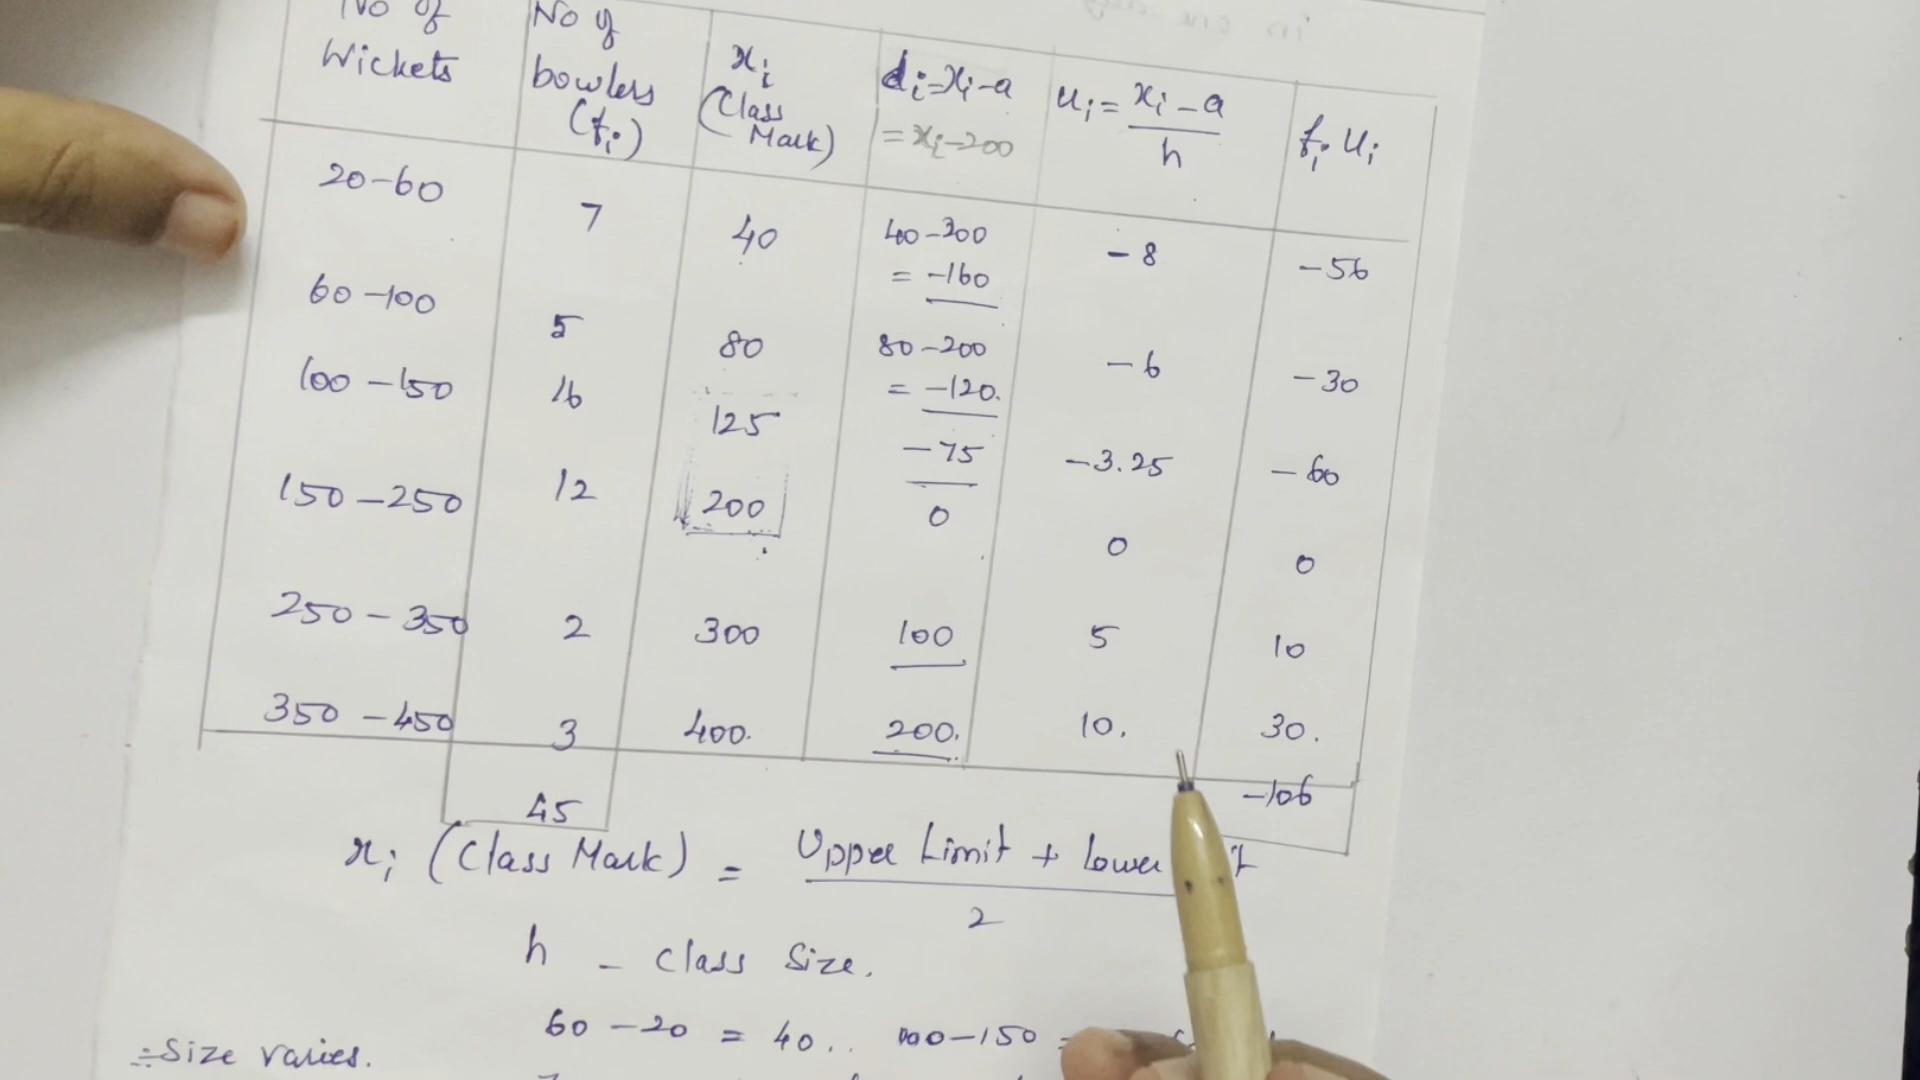 No of Wickets
No of bowlers (fi)
xi (Class Mark)
di=xi-a = xi-200
ui = xi - a / h
fi ui
20-60 7 40 40-200 = -160 - 8 -56
60-100 5 80 80-200 = -120. - 6 -30
100-150 16 125 -75 -3.25 -60
150-250 12 200 0 0 0
250-350 2 300 100 5 10
350-450 3 400. 200. 10. 30.
45 -106
xi (Class Mark) = Upper Limit + lower / 2
h - class size.
60-20 = 40..
-150 =
Size varies.